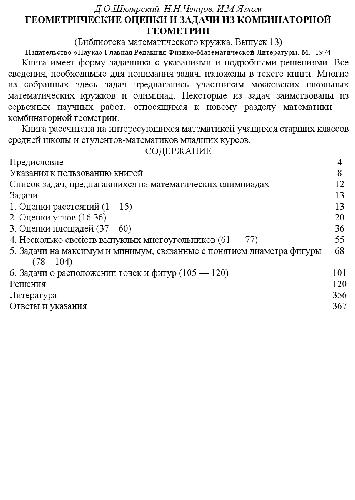 Д.О.Шклярский, Н.Н.Ченцов, И.М.Яглом
ГЕОМЕТРИЧЕСКИЕ ОЦЕНКИ И ЗАДАЧИ ИЗ КОМБИНАТОРНОЙ
ГЕОМЕТРИИ
(Библиотека математического кружка. Выпуск 13)
Издательство «Наука» Главная Редакция Физико-Математической Литературы. М., 1974
Книга имеет форму задачника с указаниями и подробными решениями. Все
сведения, необходимые для понимания задач, изложены в тексте книги. Многие
из собранных здесь задач предлагались участникам московских школьных
математических кружков и олимпиад. Некоторые из задач заимствованы из
серьезных научных работ, относящихся к новому разделу математики —
комбинаторной геометрии.
Книга рассчитана на интересующихся математикой учащихся старших классов
средней школы и студентов-математиков младших курсов.
СОДЕРЖАНИЕ
Предисловие 4
Указания к пользованию книгой 8
Список задач, предлагавшихся на математических олимпиадах 12
Задачи 13
1. Оценки расстояний (1 — 15) 13
2. Оценки углов (16-36) 20
3. Оценки площадей (37 — 60) 36
4. Несколько свойств выпуклых многоугольников (61 — 77) 55
5. Задачи на максимум и минимум, связанные с понятием диаметра фигуры 68
(78 — 104)
6. Задачи о расположении точек и фигур (105 — 120) 101
Решения 120
Литература 356
Ответы и указания 367